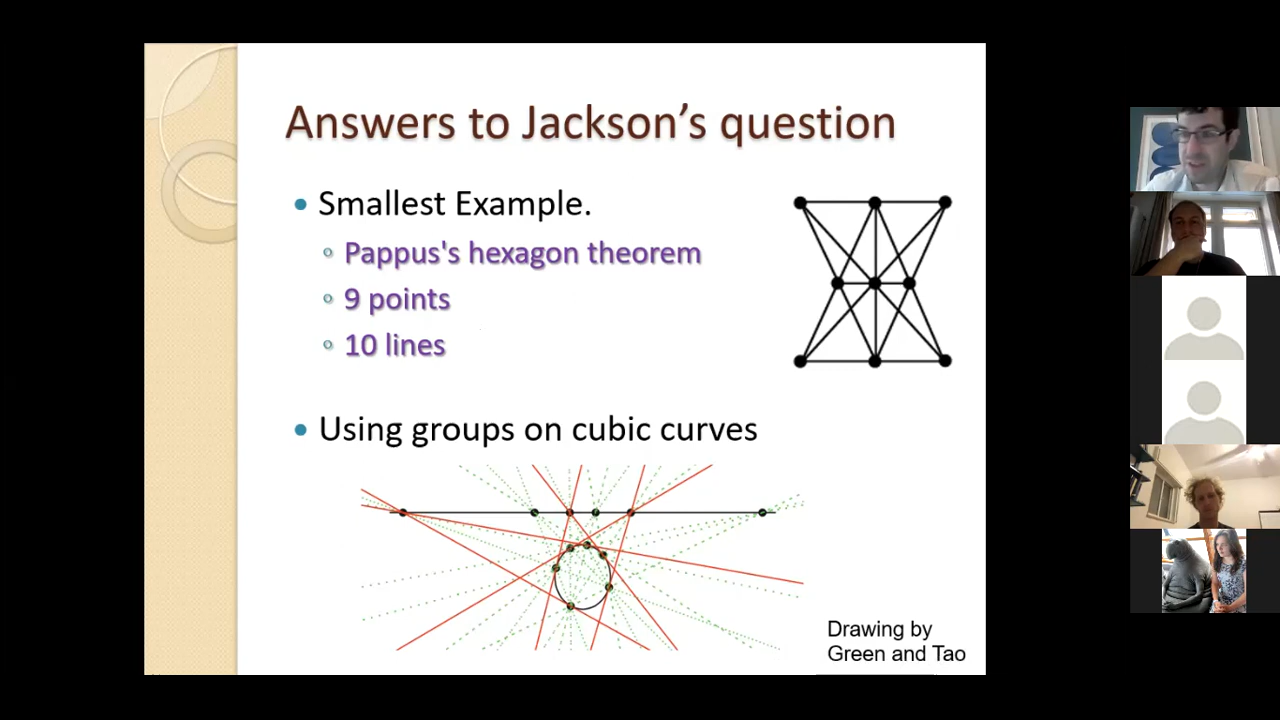 Answers to Jackson's question
• Smallest Example.
◦ Pappus's hexagon theorem
◦ 9 points
◦ 10 lines
• Using groups on cubic curves
Drawing by
Green and Tao